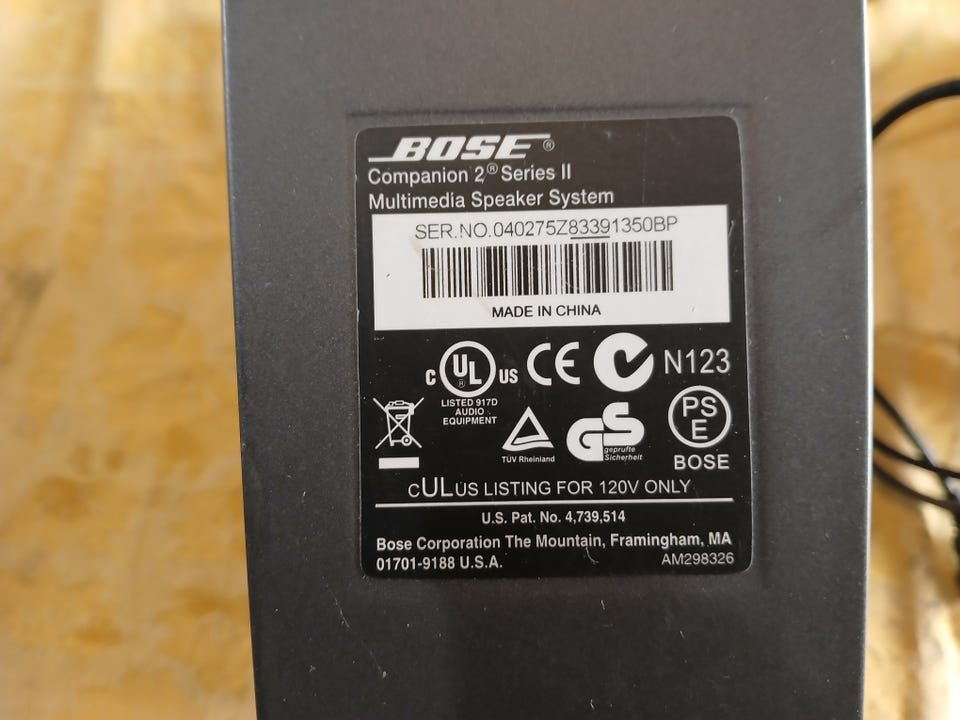 BOSE®
Companion 2® Series II
Multimedia Speaker System
SER.NO.040275Z83391350BP
MADE IN CHINA
C UL® US CE N123
LISTED 917D
AUDIO
EQUIPMENT
TÜV Rheinland
GS
geprüfte
Sicherheit
PS
E
BOSE
CULUS LISTING FOR 120V ONLY
U.S. Pat. No. 4,739,514
Bose Corporation The Mountain, Framingham, MA
01701-9188 U.S.A.
AM298326